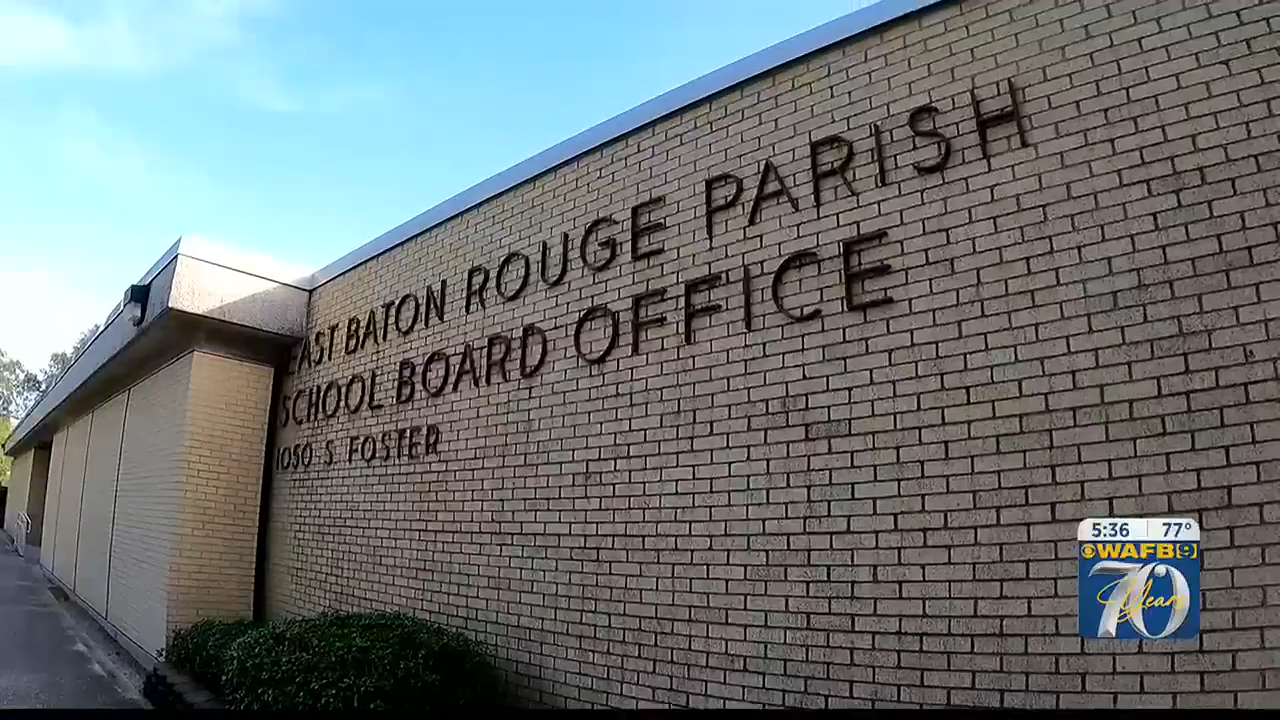 EAST BATON ROUGE PARISH
SCHOOL BOARD OFFICE
1050 S. FOSTER
5:36 77°
WAFB 9
70
Years